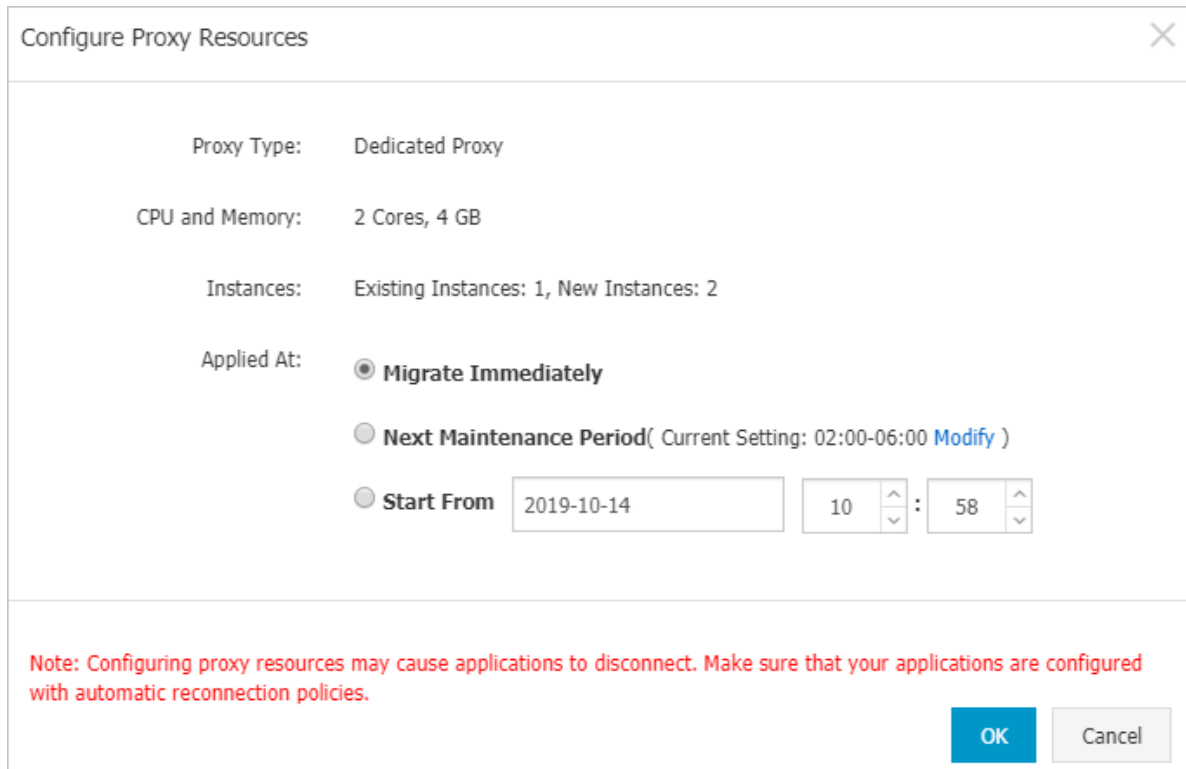 Configure Proxy Resources
Proxy Type: Dedicated Proxy
CPU and Memory: 2 Cores, 4 GB
Instances: Existing Instances: 1, New Instances: 2
Applied At: Migrate Immediately
Next Maintenance Period( Current Setting: 02:00-06:00 Modify )
Start From 2019-10-14 10 : 58
Note: Configuring proxy resources may cause applications to disconnect. Make sure that your applications are configured
with automatic reconnection policies.
OK Cancel